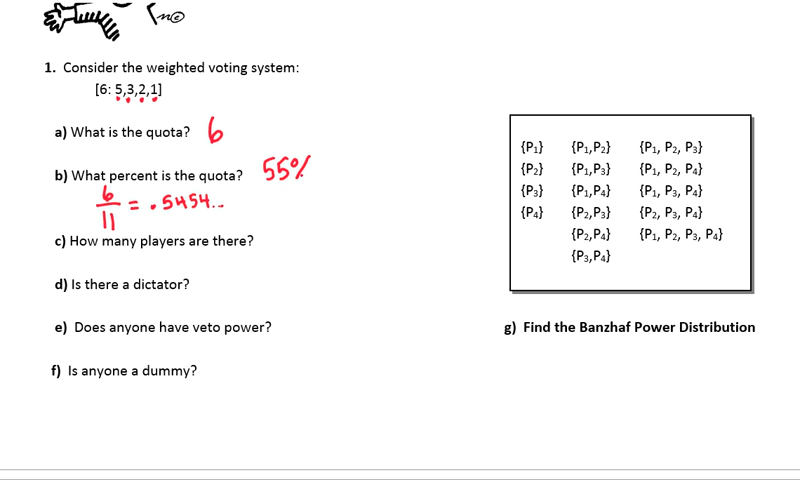 1. Consider the weighted voting system:
[6: 5,3,2,1]
a) What is the quota? 6
b) What percent is the quota? 55%
6/11 = .5454..
c) How many players are there?
d) Is there a dictator?
e) Does anyone have veto power?
f) Is anyone a dummy?
{P₁} {P₁,P₂} {P₁, P₂, P₃}
{P₂} {P₁,P₃} {P₁, P₂, P₄}
{P₃} {P₁,P₄} {P₁, P₃, P₄}
{P₄} {P₂,P₃} {P₂, P₃, P₄}
{P₂,P₄} {P₁, P₂, P₃, P₄}
{P₃,P₄}
g) Find the Banzhaf Power Distribution